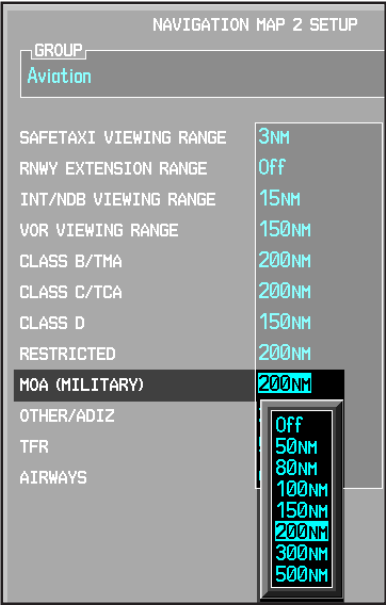 NAVIGATION MAP 2 SETUP
GROUP
Aviation
SAFETAXI VIEWING RANGE 3NM
RNWY EXTENSION RANGE Off
INT/NDB VIEWING RANGE 15NM
VOR VIEWING RANGE 150NM
CLASS B/TMA 200NM
CLASS C/TCA 200NM
CLASS D 150NM
RESTRICTED 200NM
MOA (MILITARY) 200NM
OTHER/ADIZ
TFR
AIRWAYS
Off
50NM
80NM
100NM
150NM
200NM
300NM
500NM